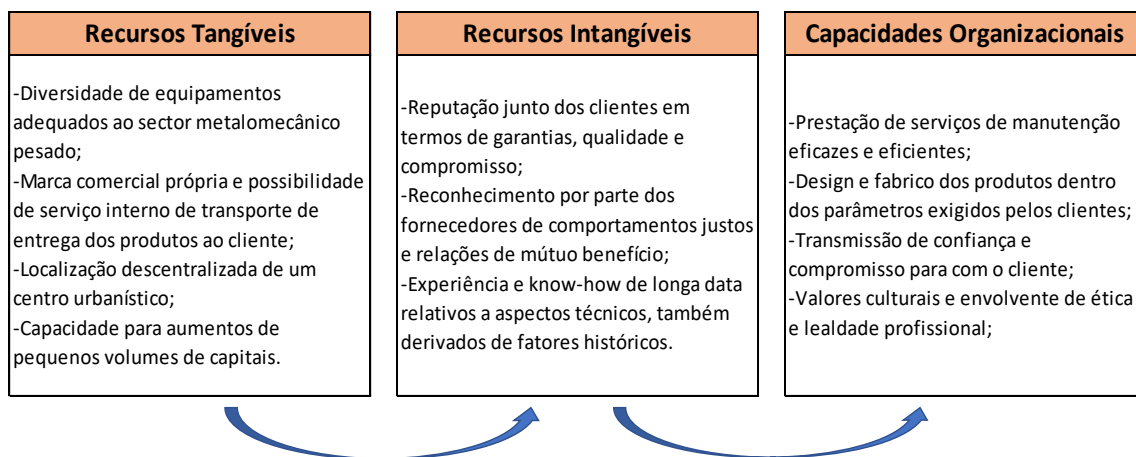 Recursos Tangíveis
-Diversidade de equipamentos
adequados ao sector metalomecânico
pesado;
-Marca comercial própria e possibilidade
de serviço interno de transporte de
entrega dos produtos ao cliente;
-Localização descentralizada de um
centro urbanístico;
-Capacidade para aumentos de
pequenos volumes de capitais.
Recursos Intangíveis
-Reputação junto dos clientes em
termos de garantias, qualidade e
compromisso;
-Reconhecimento por parte dos
fornecedores de comportamentos justos
e relações de mútuo benefício;
-Experiência e know-how de longa data
relativos a aspectos técnicos, também
derivados de fatores históricos.
Capacidades Organizacionais
-Prestação de serviços de manutenção
eficazes e eficientes;
-Design e fabrico dos produtos dentro
dos parâmetros exigidos pelos clientes;
-Transmissão de confiança e
compromisso para com o cliente;
-Valores culturais e envolvente de ética
e lealdade profissional;